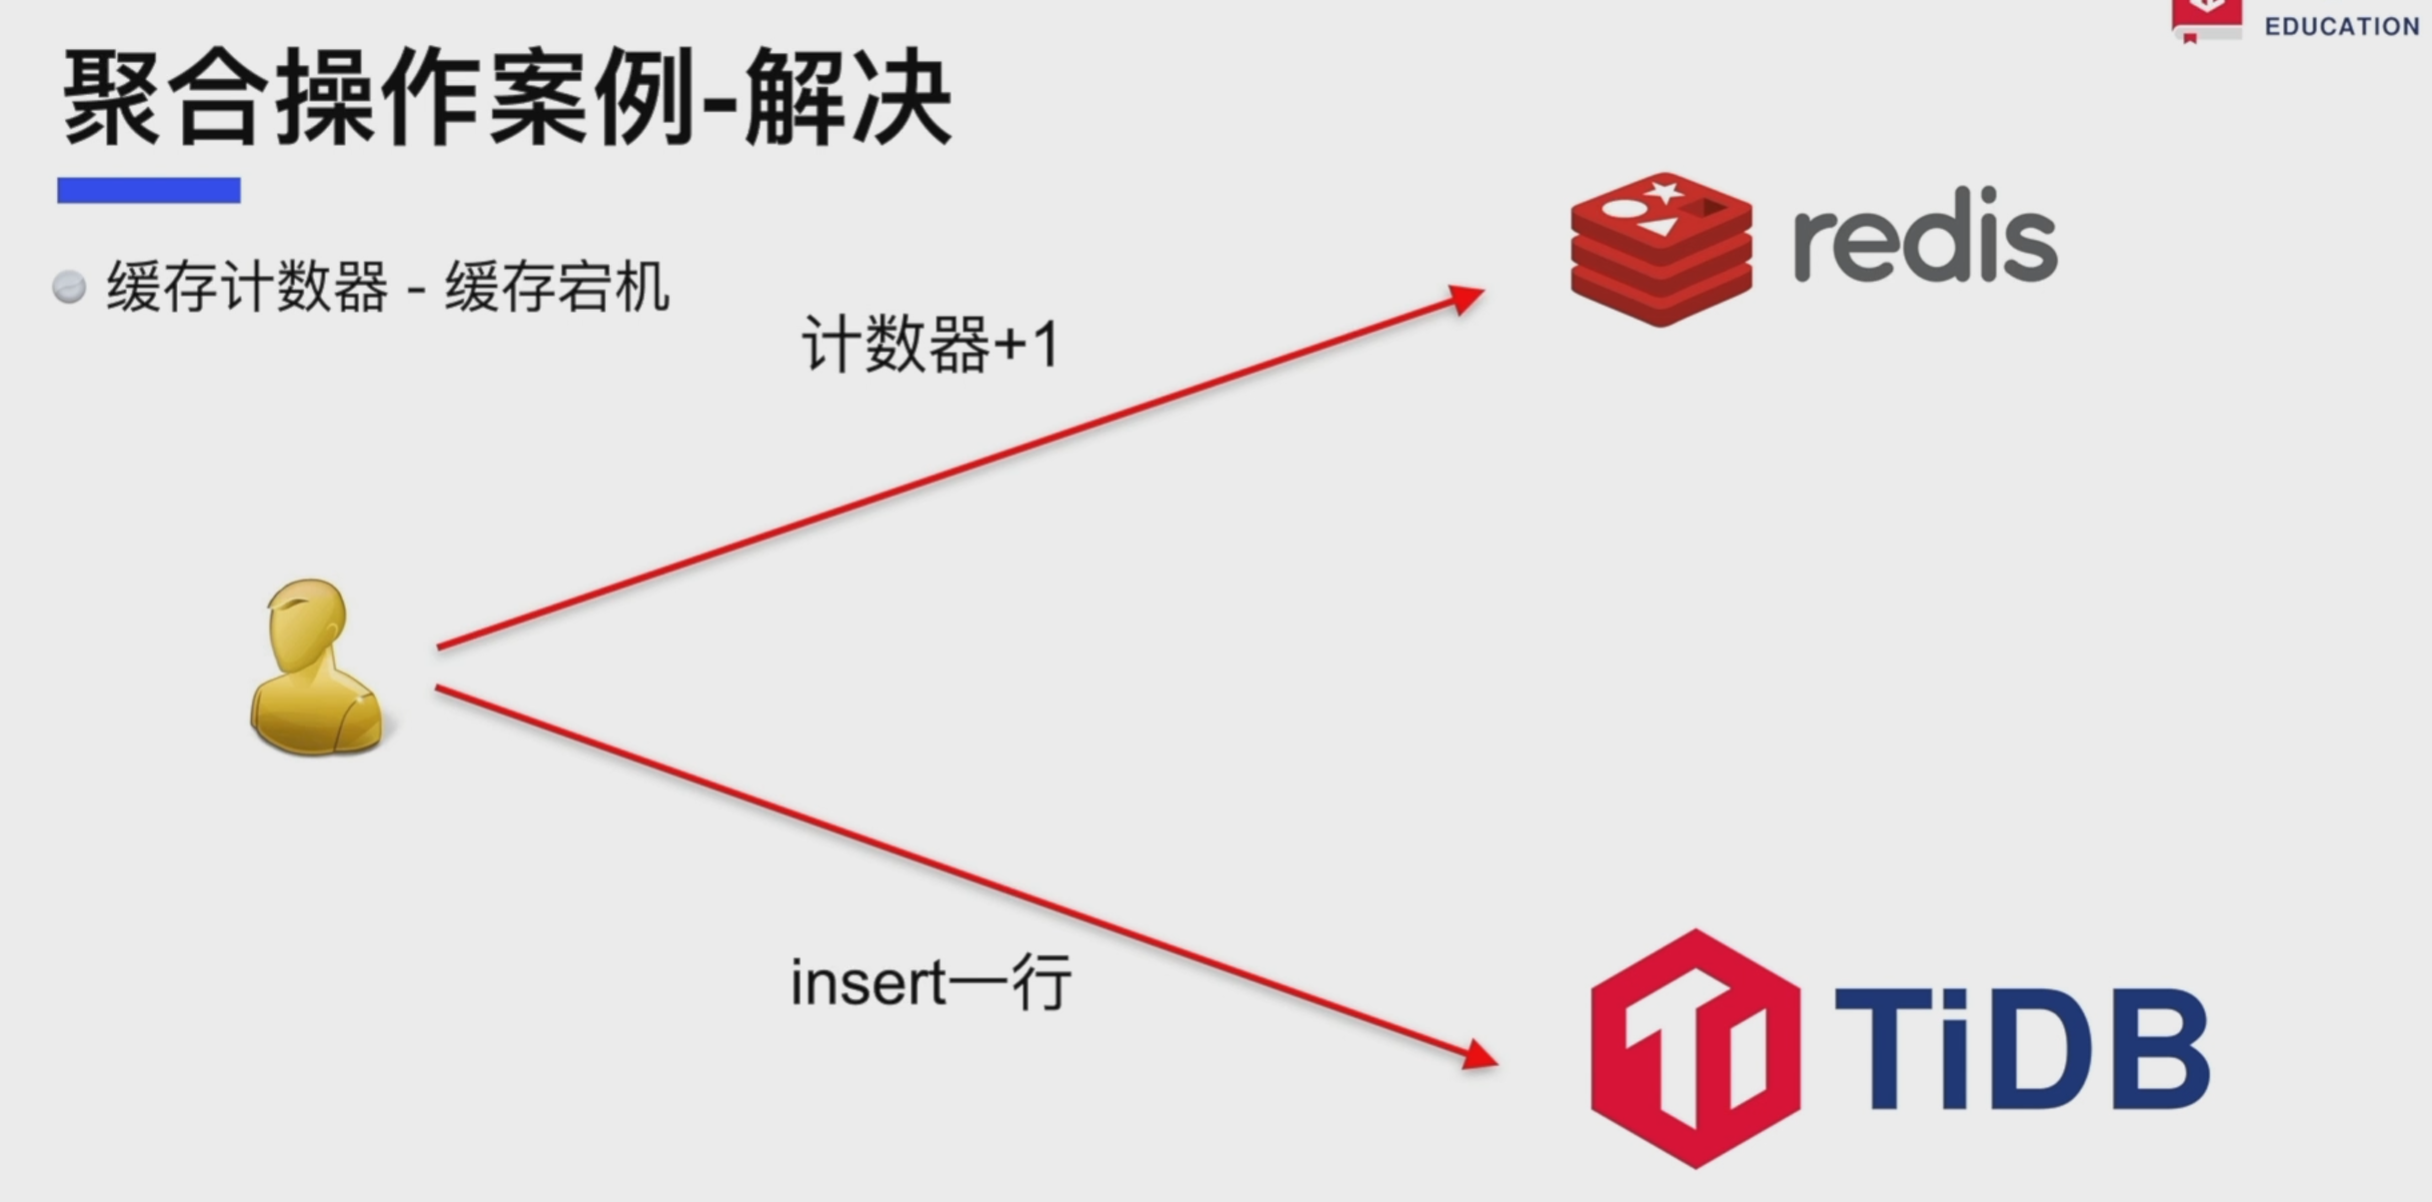 EDUCATION
聚合操作案例-解决
缓存计数器 - 缓存宕机
redis
计数器+1
insert一行
TiDB